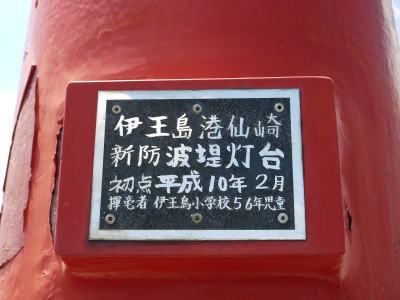 伊王島港仙崎
新防波堤灯台
初点平成10年2月
揮毫者 伊王島小学校56年児童